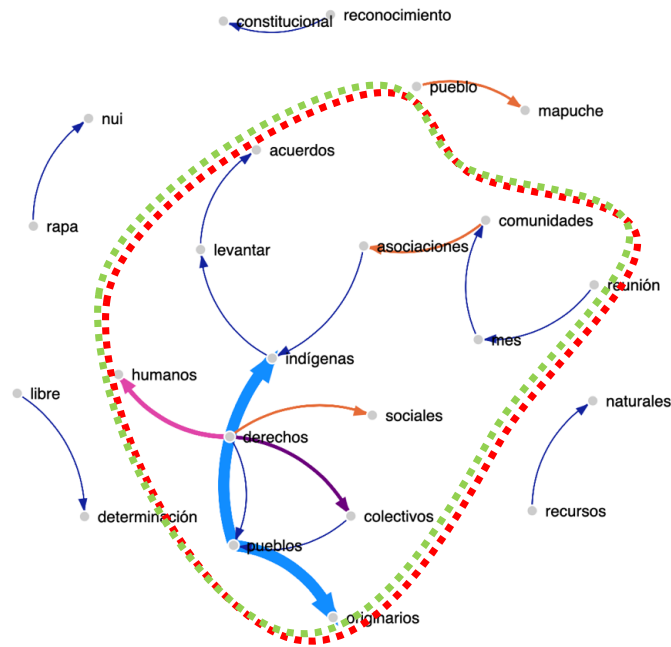 reconocimiento
constitucional
pueblo
mapuche
nui
acuerdos
comunidades
rapa
levantar
asociaciones
reunión
mes
indígenas
humanos
libre
naturales
sociales
derechos
recursos
determinación
colectivos
pueblos
originarios